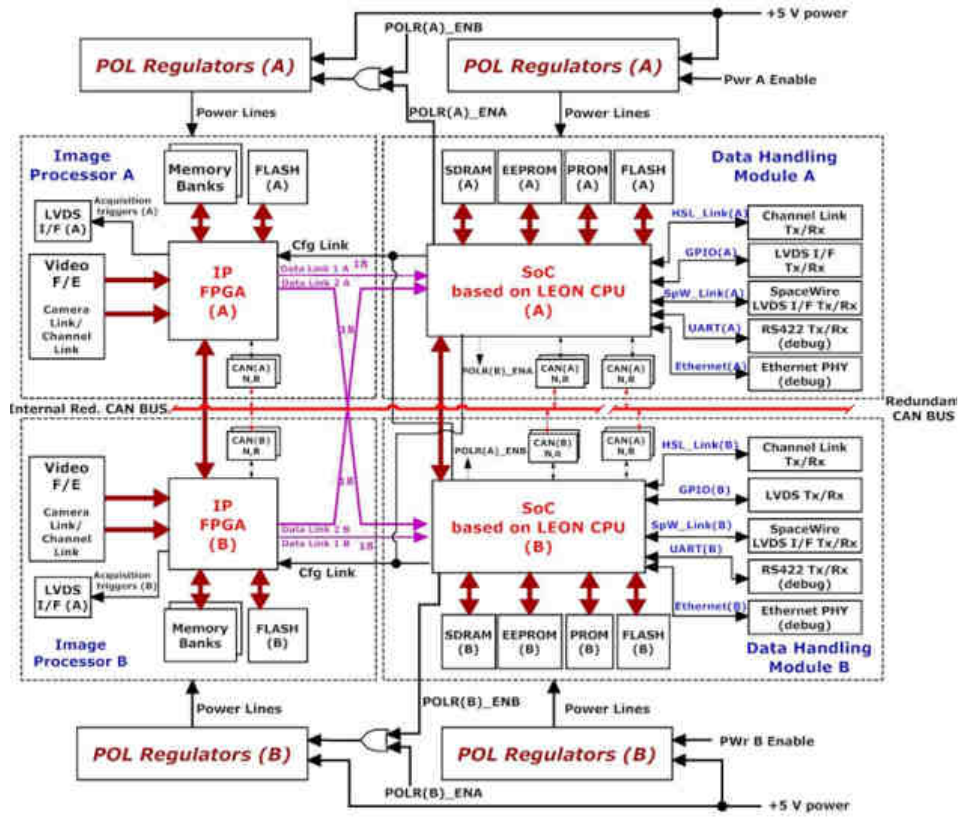 POLR(A)_ENB
+5 V power
POL Regulators (A)
POL Regulators (A)
Pwr A Enable
POLR(A)_ENA
Power Lines
Power Lines
Image
Processor A
Memory
Banks
FLASH
(A)
SDRAM
(A)
EEPROM
(A)
PROM
(A)
FLASH
(A)
Data Handling
Module A
Acquisition
triggers (A)
LVDS
I/F (A)
Cfg Link
HSL_Link(A)
Channel Link
Tx/Rx
Video
F/E
Camera
Link/
Channel
Link
IP
FPGA
(A)
Data Link 1 A
18
Data Link 2 A
SoC
based on LEON CPU
(A)
GPIO(A)
LVDS I/F
Tx/Rx
SpW_Link(A)
SpaceWire
LVDS I/F Tx/Rx
18
UART(A)
RS422 Tx/Rx
(debug)
Ethernet(A)
Ethernet PHY
(debug)
CAN(A)
N,R
POLR(B)_ENA
CAN(A)
N,R
CAN(A)
N,R
Internal Red. CAN BUS
Redundant
CAN BUS
CAN(B)
N,R
POLR(A)_ENB
CAN(B)
N,R
CAN(A)
N,R
HSL_Link(B)
Channel Link
Tx/Rx
Video
F/E
Camera
Link/
Channel
Link
IP
FPGA
(B)
18
Data Link 2 B
Data Link 1 B
18
SoC
based on LEON CPU
(B)
GPIO(B)
LVDS Tx/Rx
SpW_Link(B)
SpaceWire
LVDS I/F Tx/Rx
UART(B)
RS422 Tx/Rx
(debug)
Cfg Link
Acquisition
triggers (B)
LVDS
I/F (A)
Ethernet(B)
Ethernet PHY
(debug)
Image
Processor B
Memory
Banks
FLASH
(B)
SDRAM
(B)
EEPROM
(B)
PROM
(B)
FLASH
(B)
Data Handling
Module B
Power Lines
POLR(B)_ENB
Power Lines
POL Regulators (B)
POL Regulators (B)
PWr B Enable
POLR(B)_ENA
+5 V power